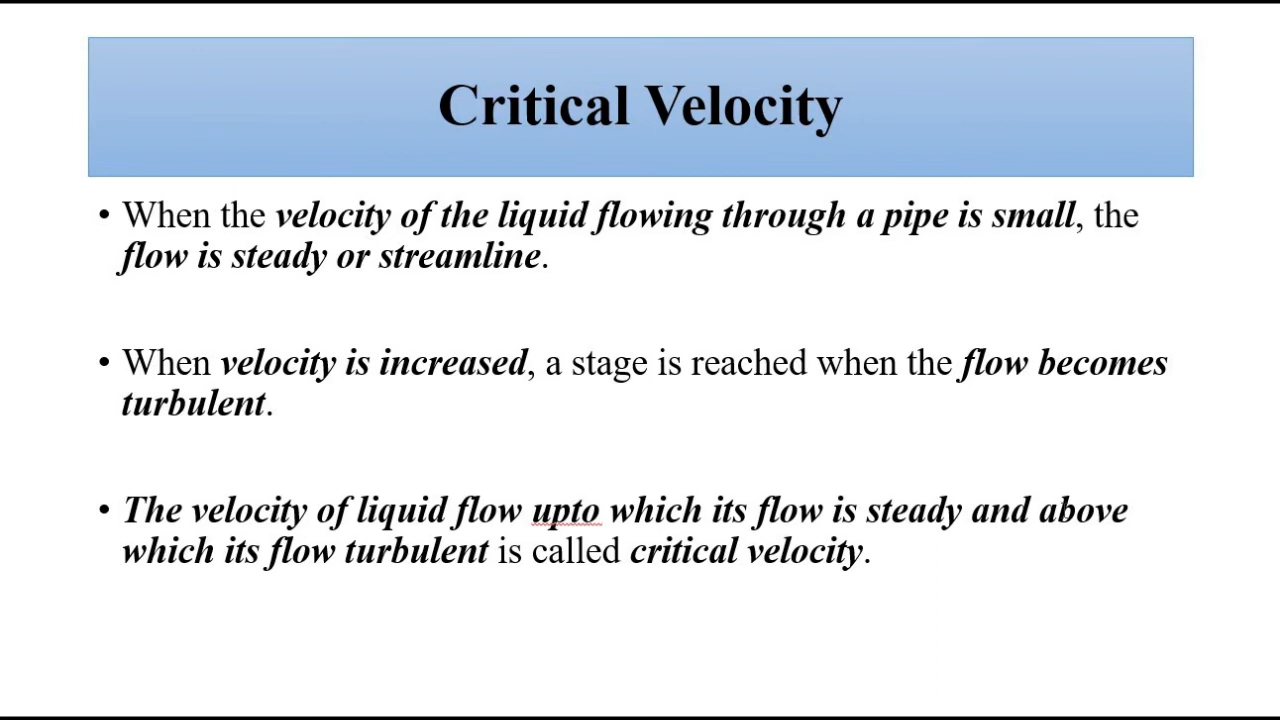 Critical Velocity
• When the velocity of the liquid flowing through a pipe is small, the
flow is steady or streamline.
• When velocity is increased, a stage is reached when the flow becomes
turbulent.
• The velocity of liquid flow upto which its flow is steady and above
which its flow turbulent is called critical velocity.